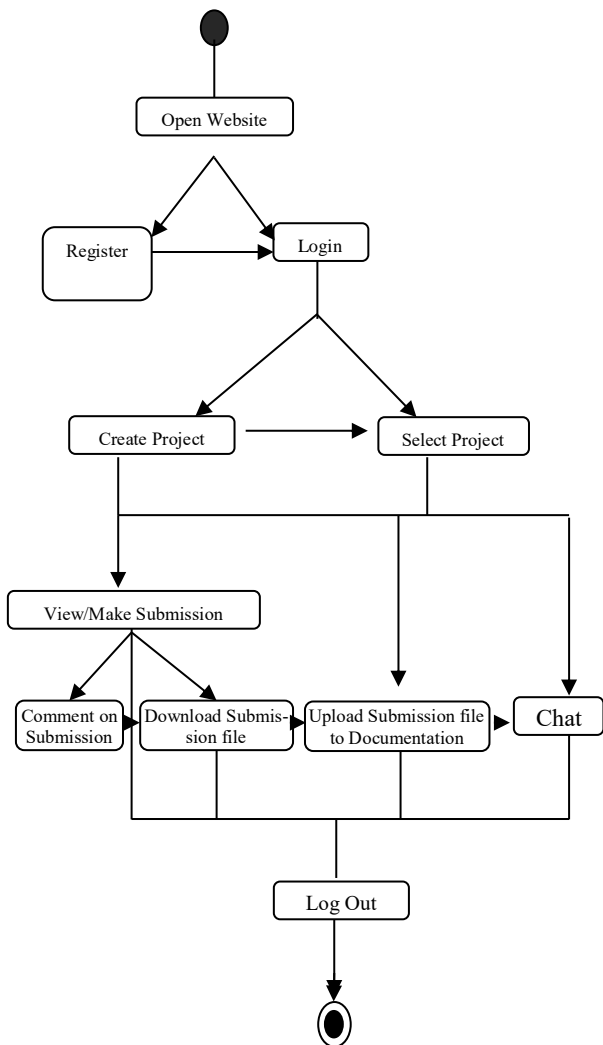 Open Website
Register
Login
Create Project
Select Project
View/Make Submission
Comment on
Submission
Download Submis-
sion file
Upload Submission file
to Documentation
Chat
Log Out